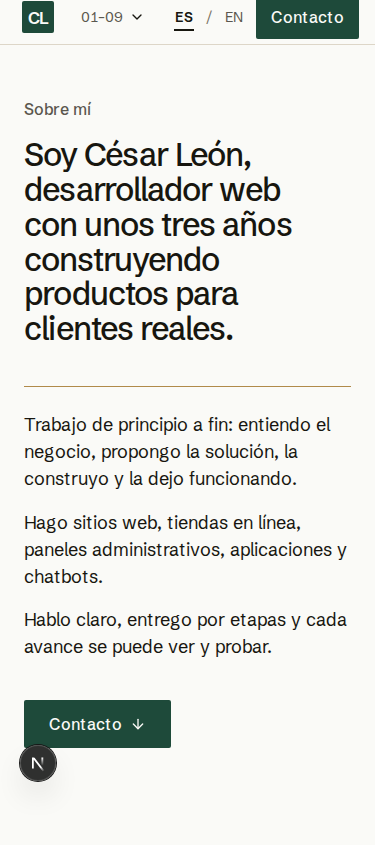 CL
01–09
ES / EN
Contacto
Sobre mí
Soy César León,
desarrollador web
con unos tres años
construyendo
productos para
clientes reales.
Trabajo de principio a fin: entiendo el
negocio, propongo la solución, la
construyo y la dejo funcionando.
Hago sitios web, tiendas en línea,
paneles administrativos, aplicaciones y
chatbots.
Hablo claro, entrego por etapas y cada
avance se puede ver y probar.
Contacto ↓
N